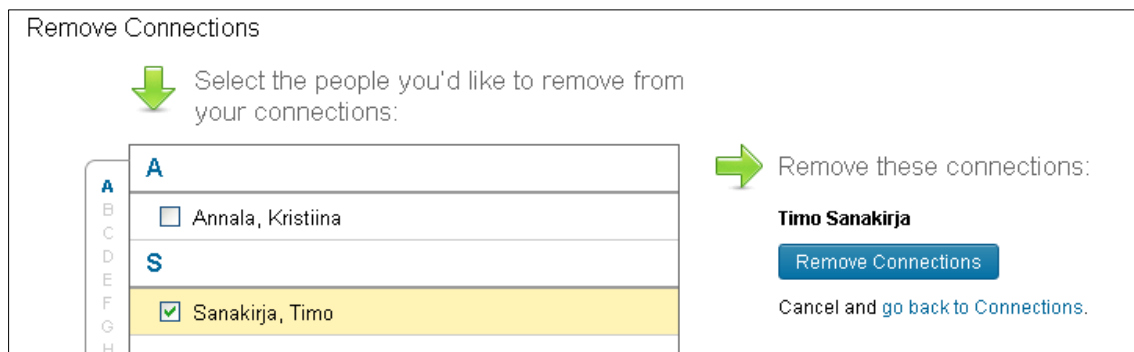 Remove Connections
Select the people you'd like to remove from
your connections:
A
B
C
D
E
F
G
H
A
Annala, Kristiina
S
Sanakirja, Timo
Remove these connections:
Timo Sanakirja
Remove Connections
Cancel and go back to Connections.